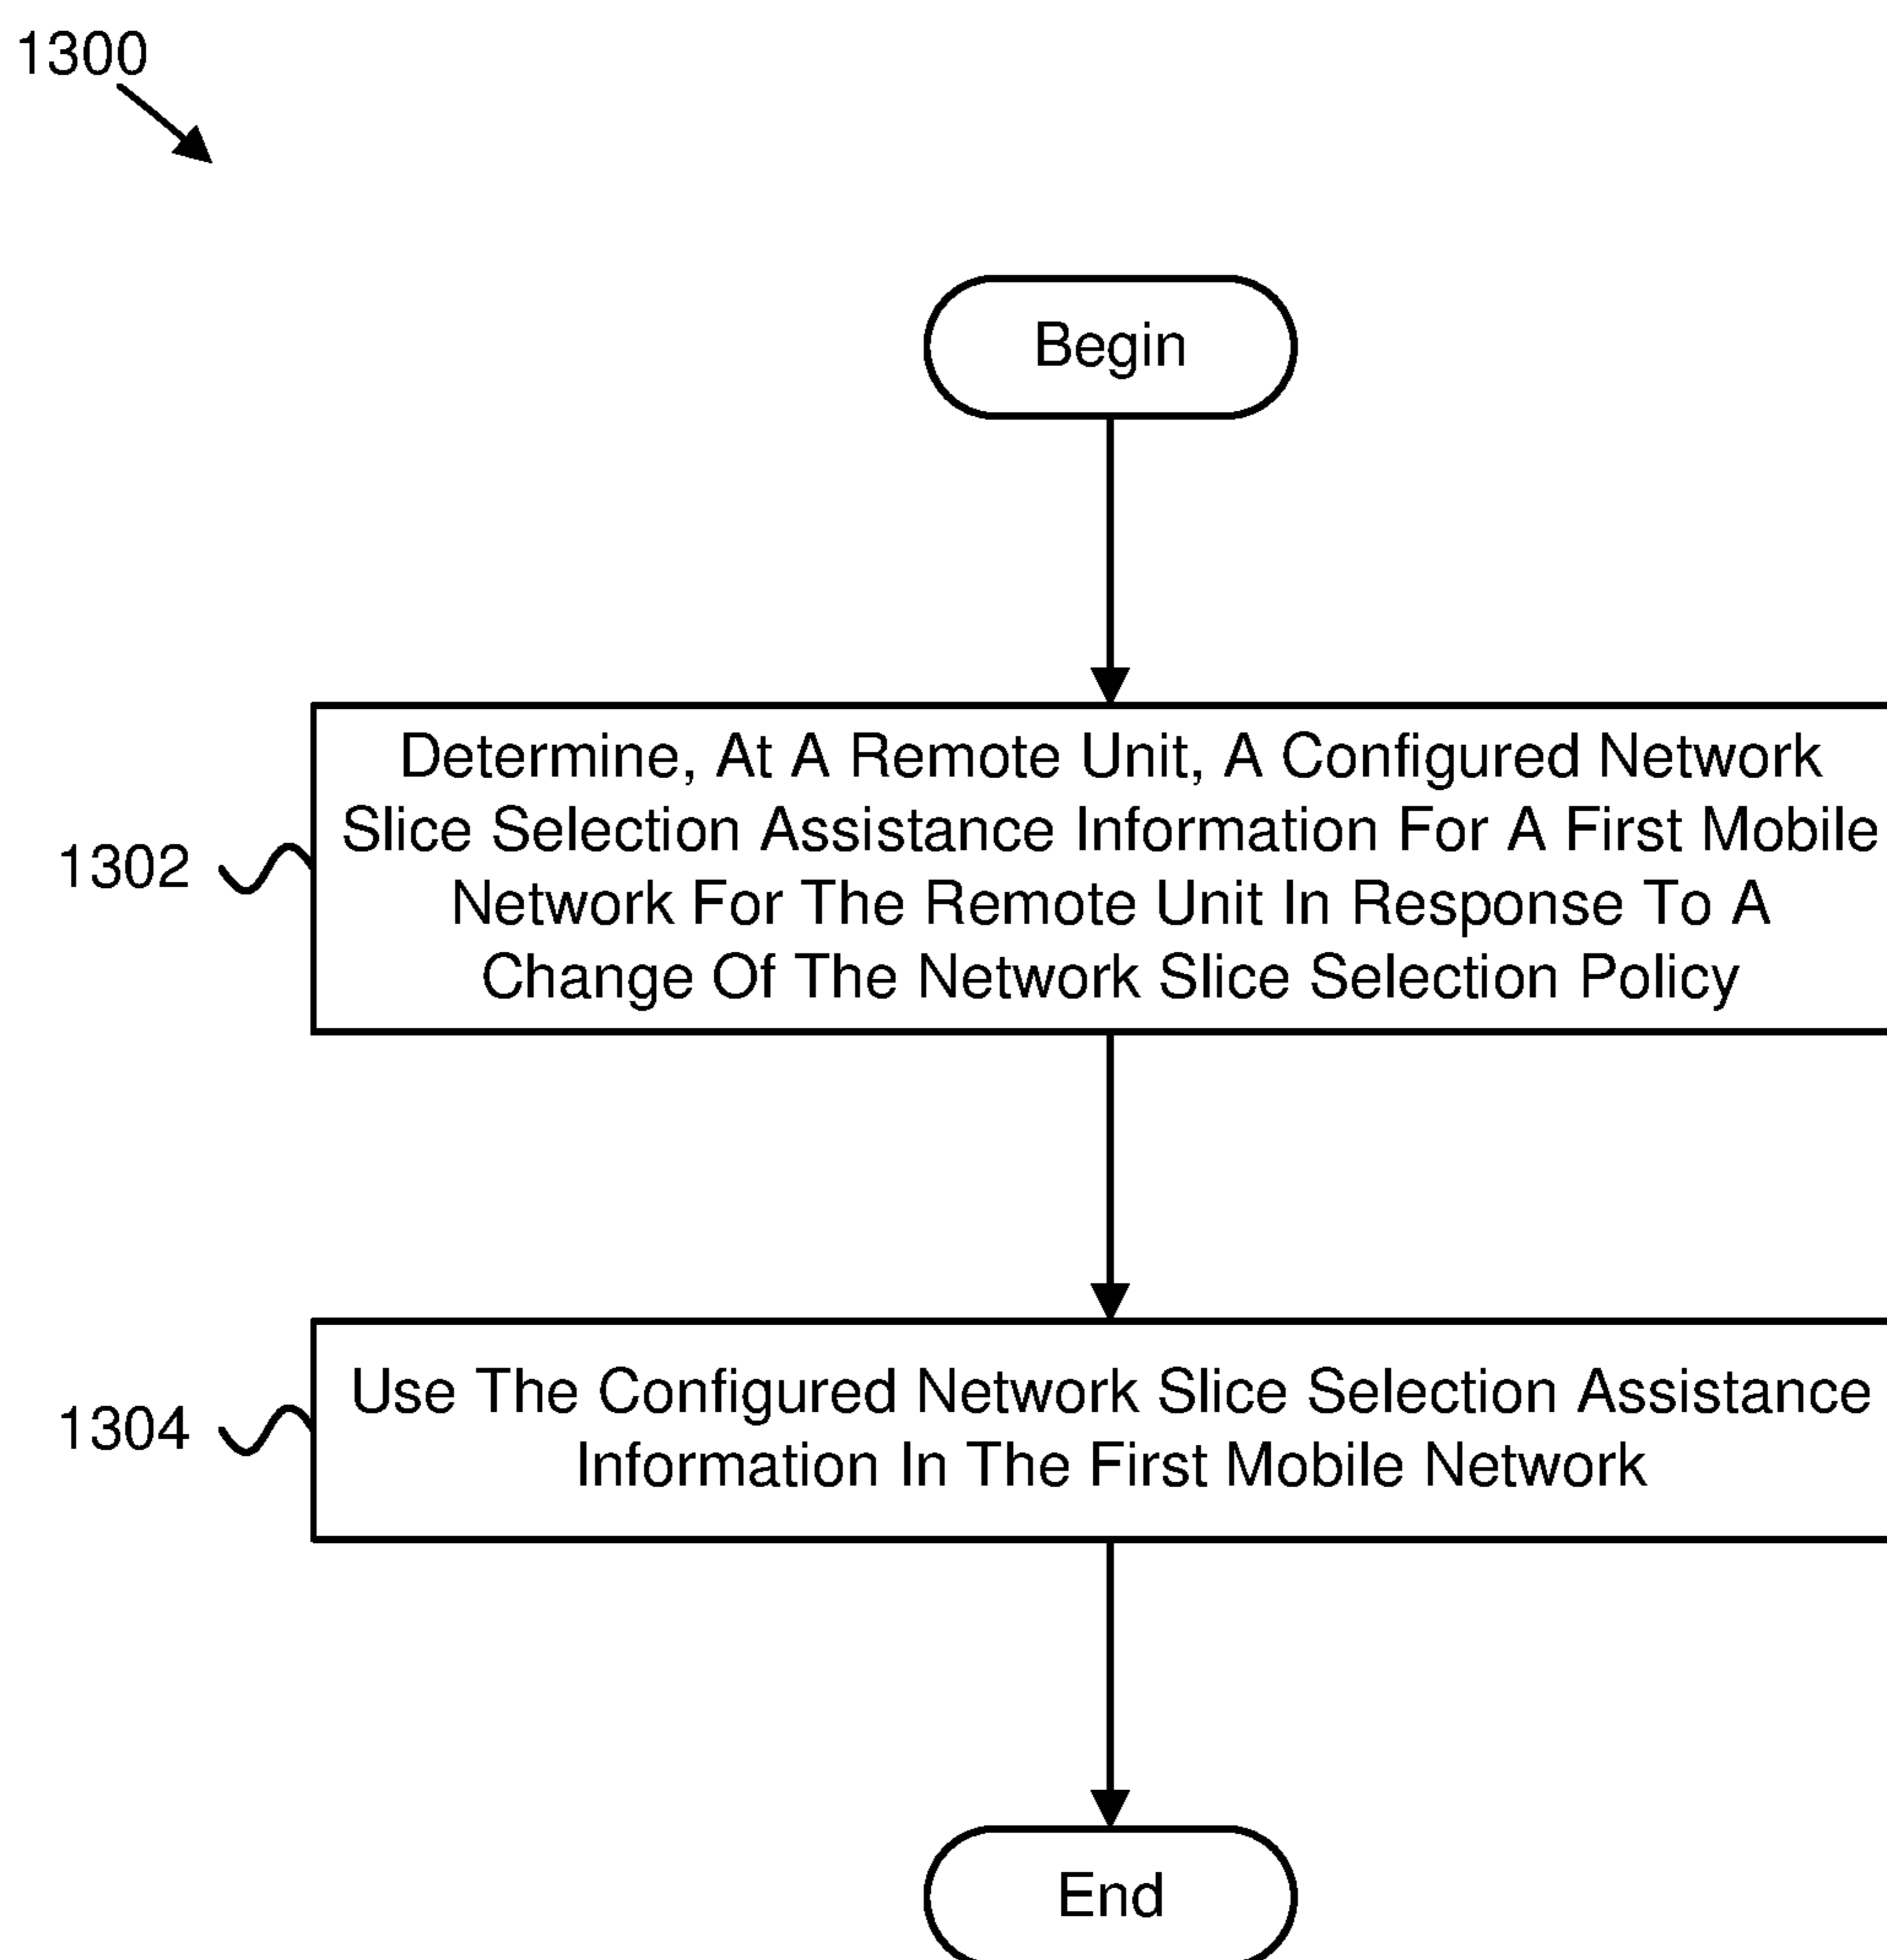 1300
Begin
Determine, At A Remote Unit, A Configured Network
Slice Selection Assistance Information For A First Mobile
1302
Network For The Remote Unit In Response To A
Change Of The Network Slice Selection Policy
Use The Configured Network Slice Selection Assistance
1304
Information In The First Mobile Network
End